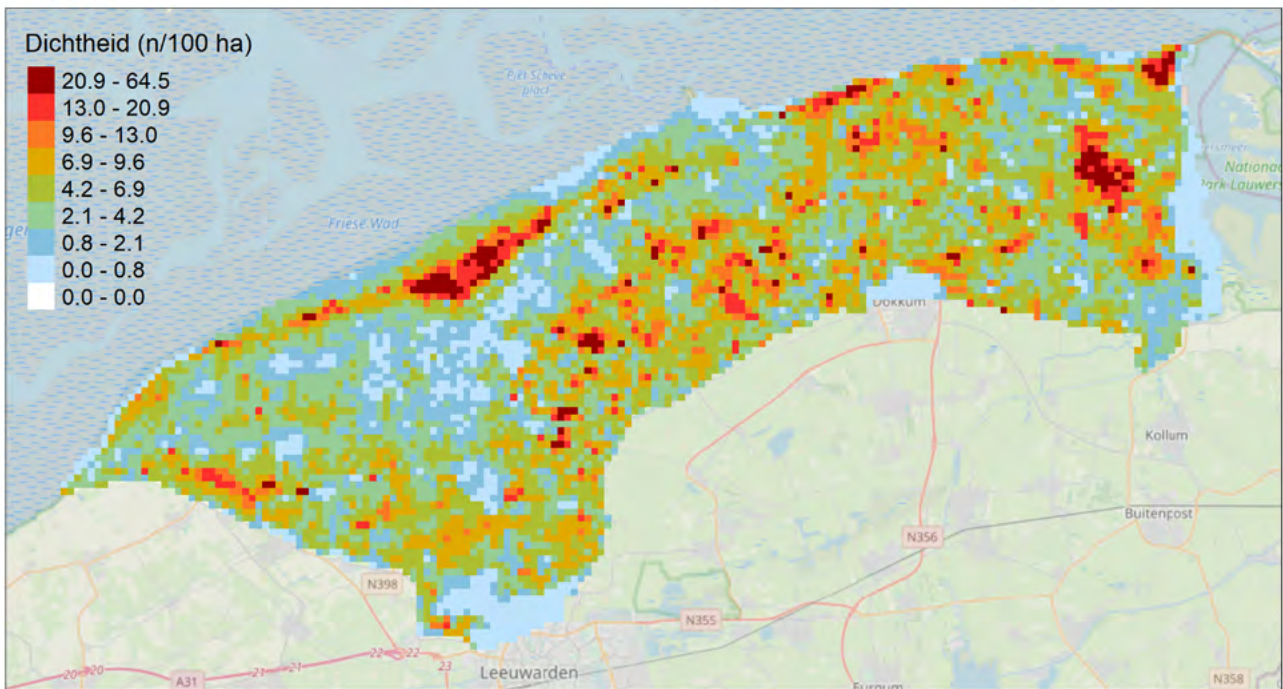 Dichtheid (n/100 ha)
20.9 - 64.5
13.0 - 20.9
9.6 - 13.0
6.9 - 9.6
4.2 - 6.9
2.1 - 4.2
0.8 - 2.1
0.0 - 0.8
0.0 - 0.0
Piet Scheve
plaat
Friese Wad
Nationaa
Park Lauwers
Dokkum
Kollum
Buitenpost
N356
N398
N355
Leeuwarden
20
20
21
21
22
22
23
A31
N358